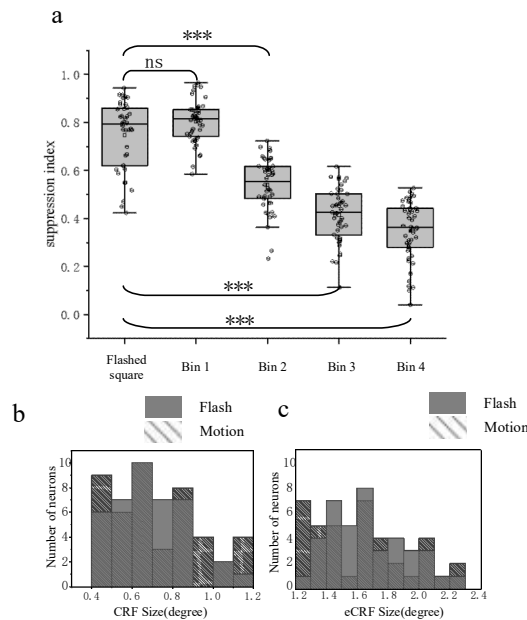 a
***
ns
1. 0
0. 8
0. 6
0. 4
0. 2
0. 0
suppression index
***
***
Flashed
square
Bin 1
Bin 2
Bin 3
Bin 4
b
Flash
Motion
10
8
6
4
2
0
Number of neurons
0. 4
0. 6
0. 8
1. 0
1. 2
CRF Size(degree)
c
Flash
Motion
10
8
6
4
2
0
Number of neurons
1. 2
1. 4
1. 6
1. 8
2. 0
2. 2
2. 4
eCRF Size(degree)